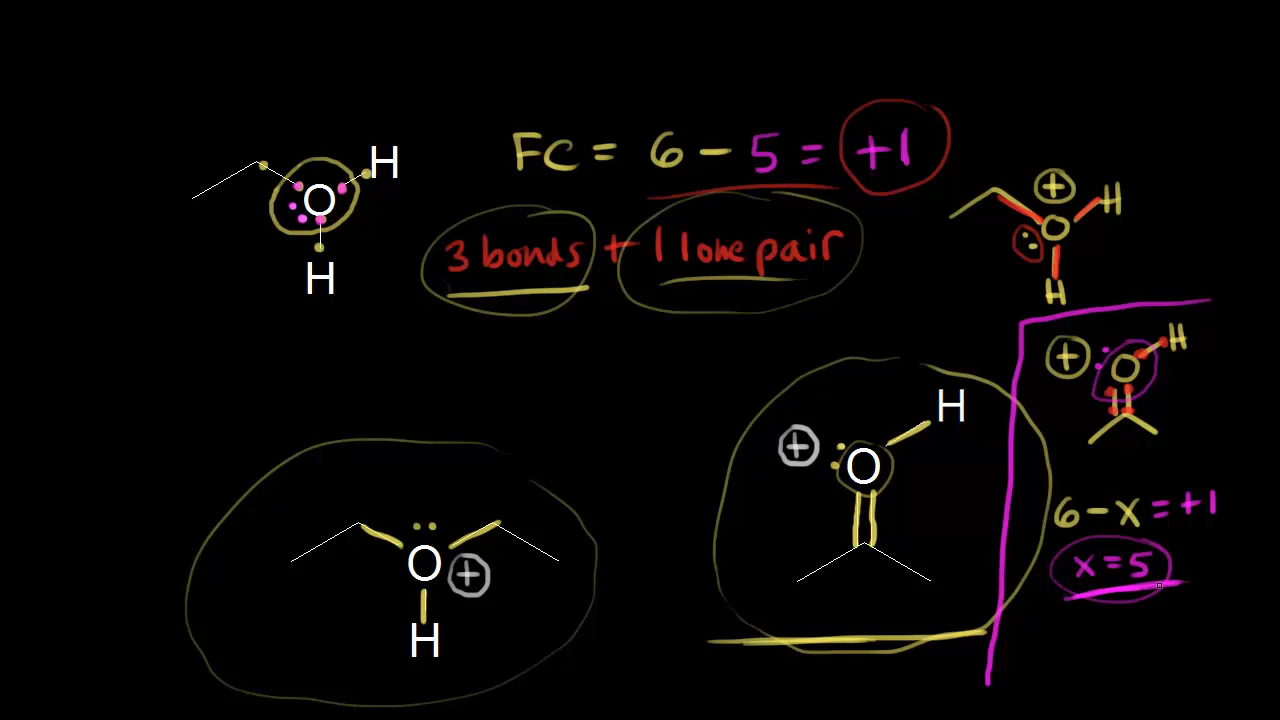 FC = 6 - 5 = +1
3 bonds + 1 lone pair
O H
H
+
O H
H
+ O H
H
+ O
O +
H
6 - x = +1
x = 5